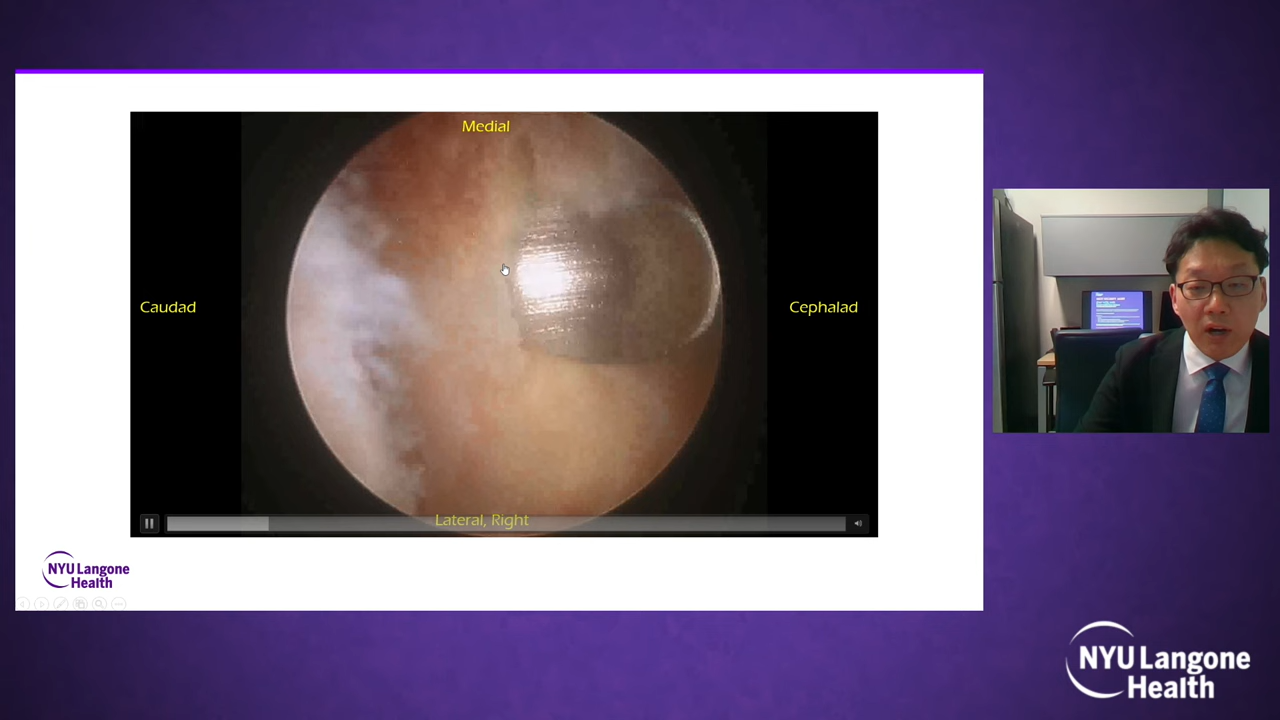 Medial
Caudad
Cephalad
Lateral, Right
NYU Langone
Health
NYU Langone
Health